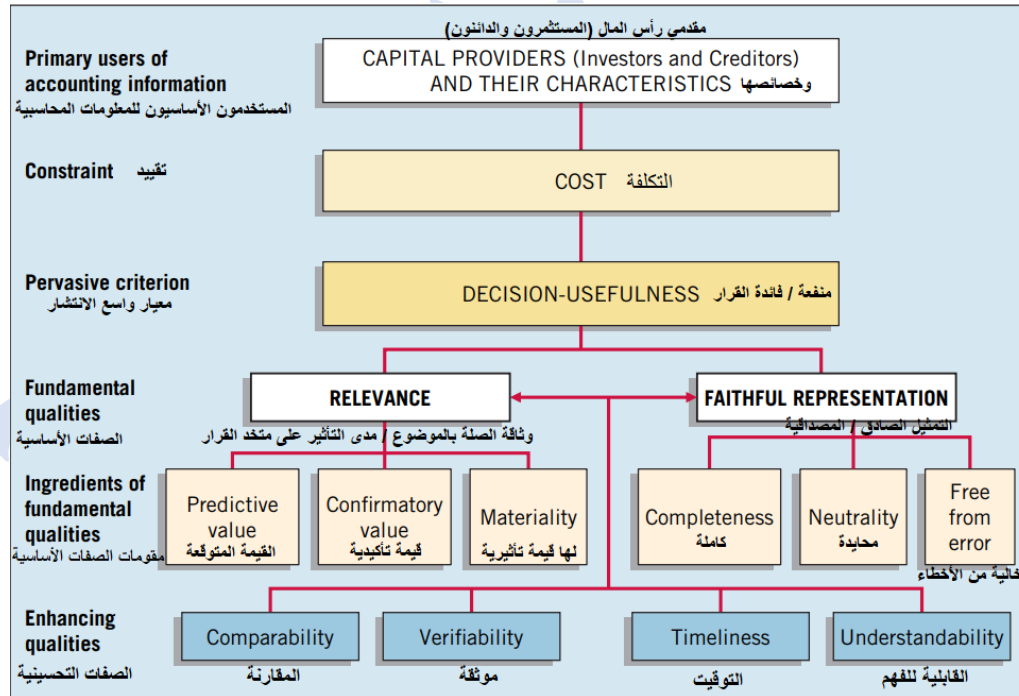 مقدمي رأس المال (المستثمرون والدائنون)
Primary users of
accounting information
المستخدمون الأساسيون للمعلومات المحاسبية
CAPITAL PROVIDERS (Investors and Creditors)
AND THEIR CHARACTERISTICS وخصائصها
Constraint تقييد
COST التكلفة
Pervasive criterion
معيار واسع الانتشار
DECISION-USEFULNESS منفعة / فائدة القرار
Fundamental
qualities
الصفات الأساسية
RELEVANCE
وثاقة الصلة بالموضوع / مدى التأثير على متخذ القرار
FAITHFUL REPRESENTATION
التمثيل الصادق / المصداقية
Ingredients of
fundamental
qualities
مقومات الصفات الأساسية
Predictive
value
القيمة المتوقعة
Confirmatory
value
قيمة تأكيدية
Materiality
لها قيمة تأثيرية
Completeness
كاملة
Neutrality
محايدة
Free
from
error
خالية من الأخطاء
Enhancing
qualities
الصفات التحسينية
Comparability
المقارنة
Verifiability
موثقة
Timeliness
التوقيت
Understandability
القابلية للفهم